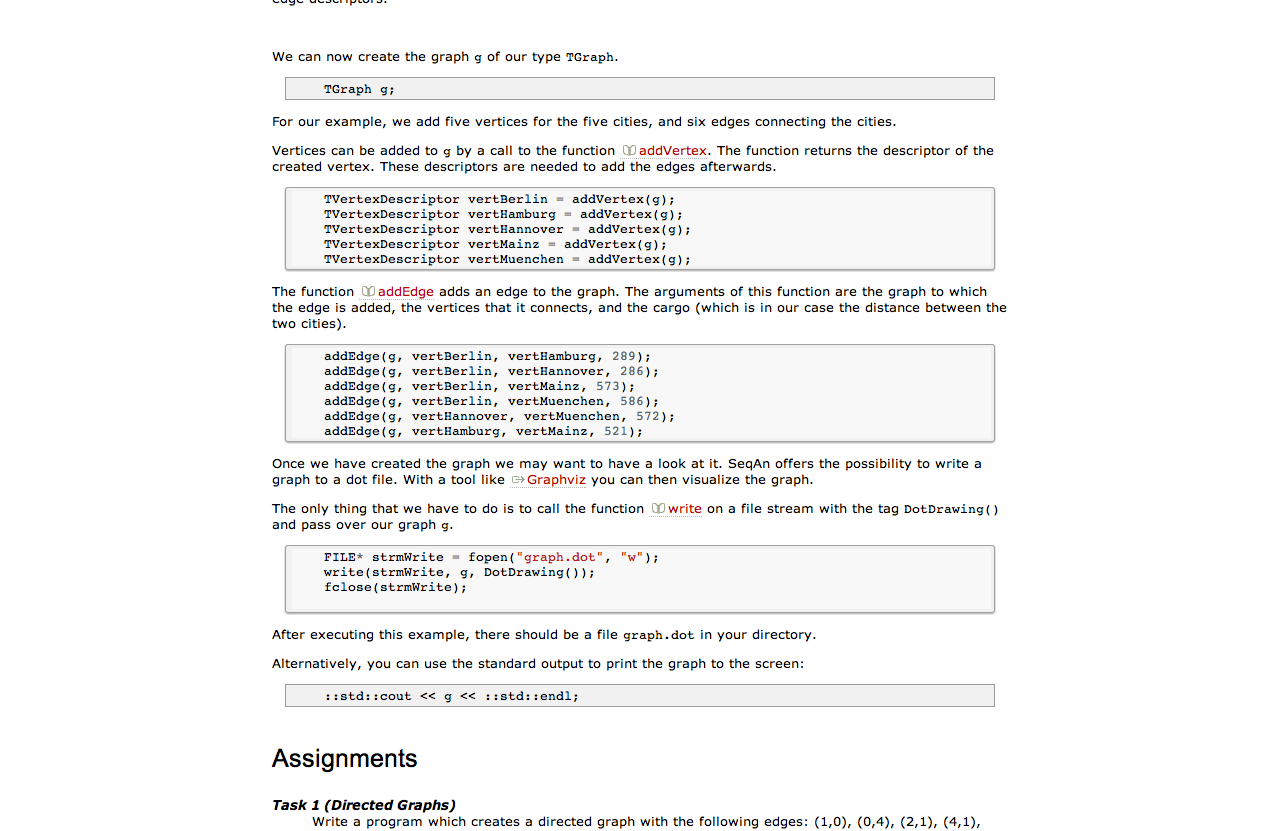 edge descriptors.
We can now create the graph g of our type TGraph.
TGraph g;
For our example, we add five vertices for the five cities, and six edges connecting the cities.
Vertices can be added to g by a call to the function addVertex. The function returns the descriptor of the
created vertex. These descriptors are needed to add the edges afterwards.
TVertexDescriptor vertBerlin = addVertex(g);
TVertexDescriptor vertHamburg = addVertex(g);
TVertexDescriptor vertHannover = addVertex(g);
TVertexDescriptor vertMainz = addVertex(g);
TVertexDescriptor vertMuenchen = addVertex(g);
The function addEdge adds an edge to the graph. The arguments of this function are the graph to which
the edge is added, the vertices that it connects, and the cargo (which is in our case the distance between the
two cities).
addEdge(g, vertBerlin, vertHamburg, 289);
addEdge(g, vertBerlin, vertHannover, 286);
addEdge(g, vertBerlin, vertMainz, 573);
addEdge(g, vertBerlin, vertMuenchen, 586);
addEdge(g, vertHannover, vertMuenchen, 572);
addEdge(g, vertHamburg, vertMainz, 521);
Once we have created the graph we may want to have a look at it. SeqAn offers the possibility to write a
graph to a dot file. With a tool like Graphviz you can then visualize the graph.
The only thing that we have to do is to call the function write on a file stream with the tag DotDrawing()
and pass over our graph g.
FILE* strmWrite = fopen("graph.dot", "w");
write(strmWrite, g, DotDrawing());
fclose(strmWrite);
After executing this example, there should be a file graph.dot in your directory.
Alternatively, you can use the standard output to print the graph to the screen:
::std::cout << g << ::std::endl;
Assignments
Task 1 (Directed Graphs)
Write a program which creates a directed graph with the following edges: (1,0), (0,4), (2,1), (4,1),